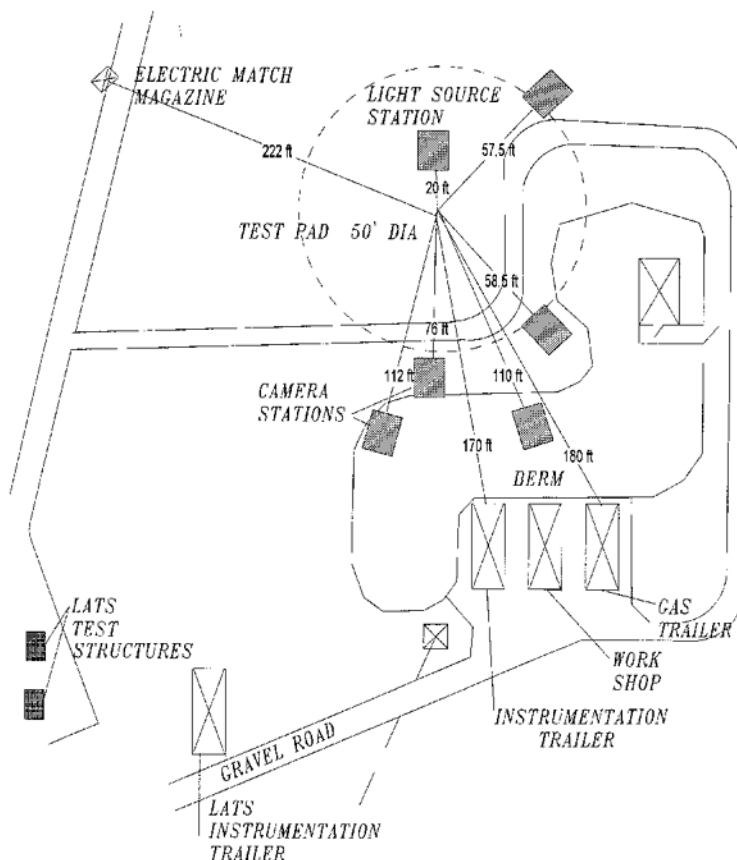 ELECTRIC MATCH
MAGAZINE
LIGHT SOURCE
STATION
222 ft
57.5 ft
20 ft
TEST PAD 50' DIA
58.5 ft
76 ft
112 ft
110 ft
CAMERA
STATIONS
170 ft
180 ft
BERM
LATS
TEST
STRUCTURES
GAS
TRAILER
WORK
SHOP
INSTRUMENTATION
TRAILER
GRAVEL ROAD
LATS
INSTRUMENTATION
TRAILER